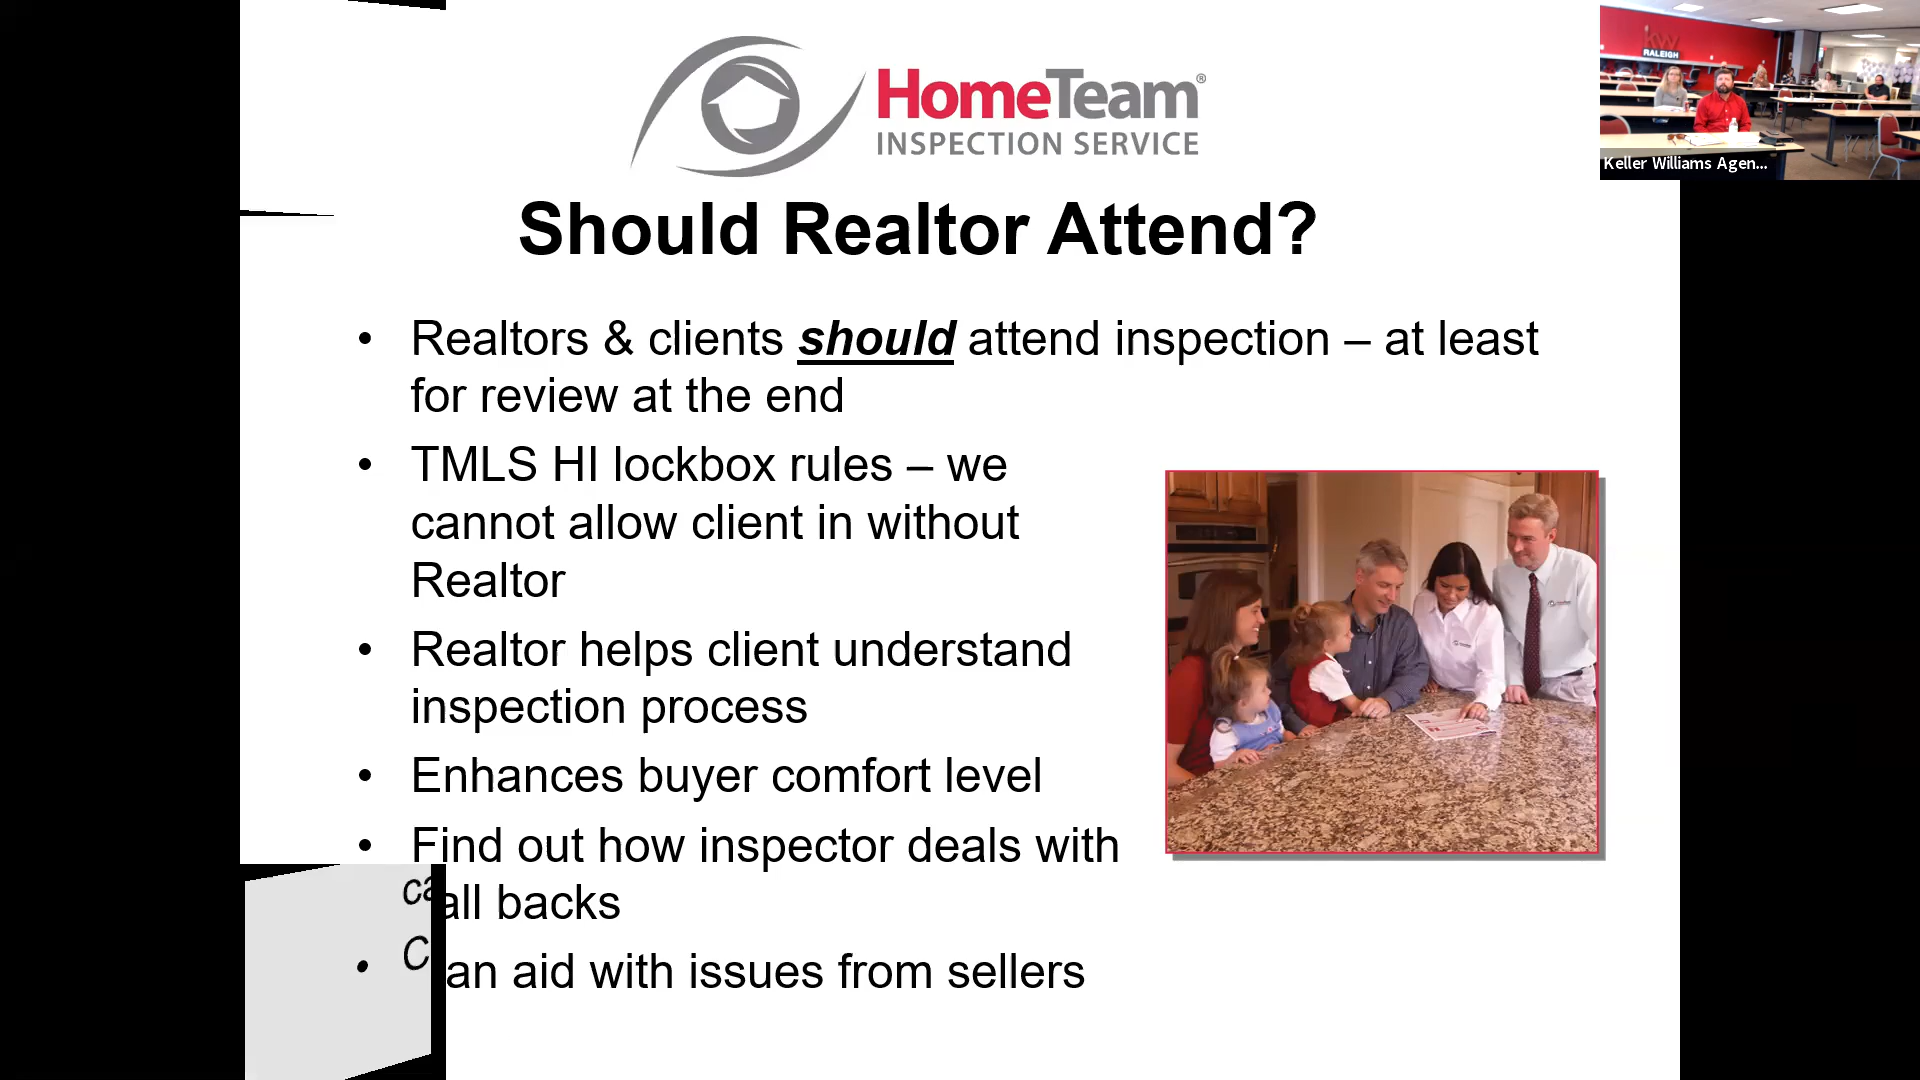 HomeTeam®
INSPECTION SERVICE
kw
RALEIGH
Keller Williams Agen...
Should Realtor Attend?
• Realtors & clients should attend inspection – at least
for review at the end
• TMLS HI lockbox rules – we
cannot allow client in without
Realtor
• Realtor helps client understand
inspection process
• Enhances buyer comfort level
• Find out how inspector deals with
call backs
• Can aid with issues from sellers